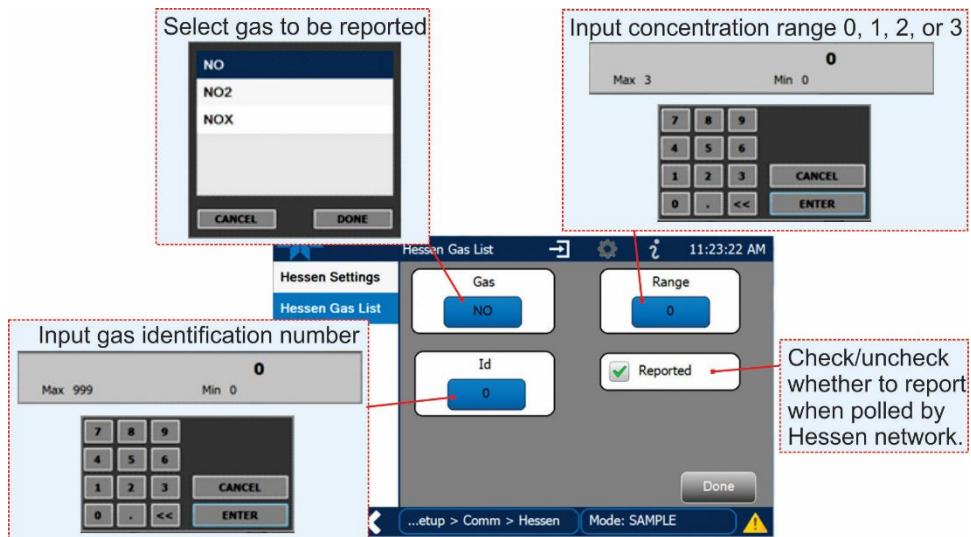 Select gas to be reported
NO
NO2
NOX
CANCEL DONE
Input concentration range 0, 1, 2, or 3
0
Max 3 Min 0
7 8 9
4 5 6
1 2 3 CANCEL
0 . << ENTER
Hessen Gas List 11:23:22 AM
Hessen Settings
Hessen Gas List
Gas
NO
Range
0
Id
0
Reported
Done
...etup > Comm > Hessen Mode: SAMPLE
Input gas identification number
0
Max 999 Min 0
7 8 9
4 5 6
1 2 3 CANCEL
0 . << ENTER
Check/uncheck
whether to report
when polled by
Hessen network.